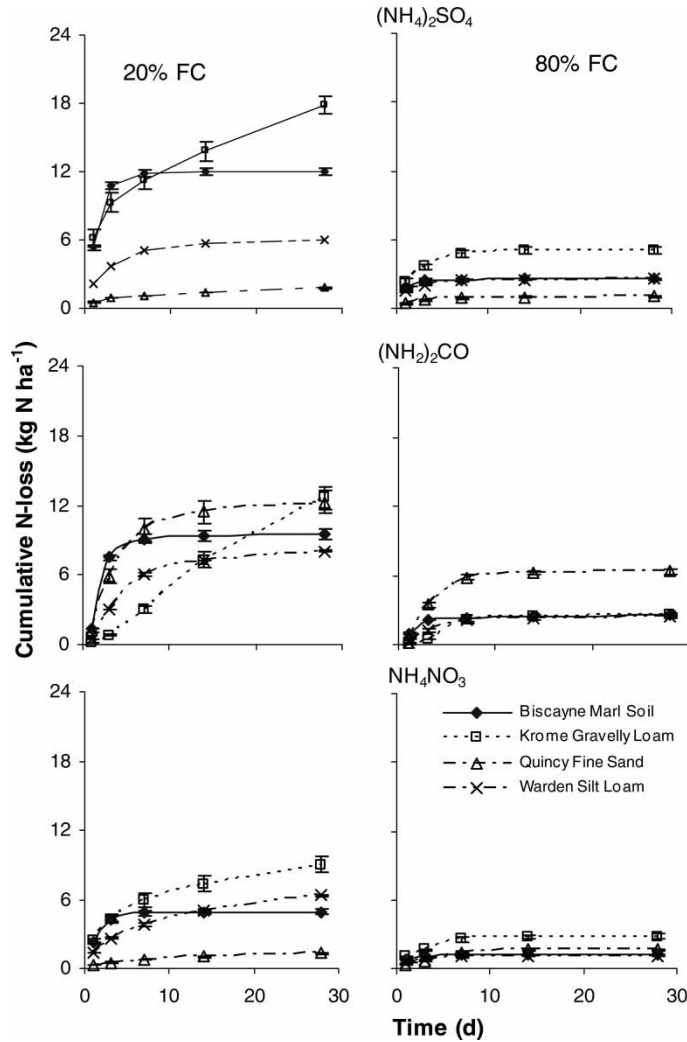 (NH₄)₂SO₄
24
20% FC
80% FC
18
12
6
0
(NH₂)₂CO
24
18
12
6
0
Cumulative N-loss (kg N ha⁻¹)
NH₄NO₃
24
Biscayne Marl Soil
Krome Gravelly Loam
18
Quincy Fine Sand
Warden Silt Loam
12
6
0
0 10 20 30 0 10 20 30
Time (d)